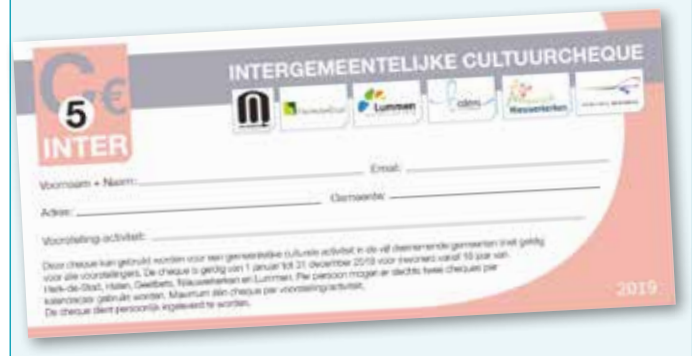 INTERGEMEENTELIJKE CULTUURCHEQUE
C€
5
INTER
Lummen
Halen
Nieuwerkerken
Voornaam + Naam:
Email:
Adres:
Gemeente:
Voorstelling-activiteit:
Deze cheque kan gebruikt worden voor een gemeentelijke culturele activiteit in de vijf deelnemende gemeenten (niet geldig
voor alle voorstellingen). De cheque is geldig van 1 januari tot 31 december 2019 voor inwoners vanaf 16 jaar van
Herk-de-Stad, Halen, Geetbets, Nieuwerkerken en Lummen. Per persoon mogen er slechts twee cheques per
kalenderjaar gebruikt worden. Maximum één cheque per voorstelling/activiteit.
De cheque dient persoonlijk ingeleverd te worden.
2019